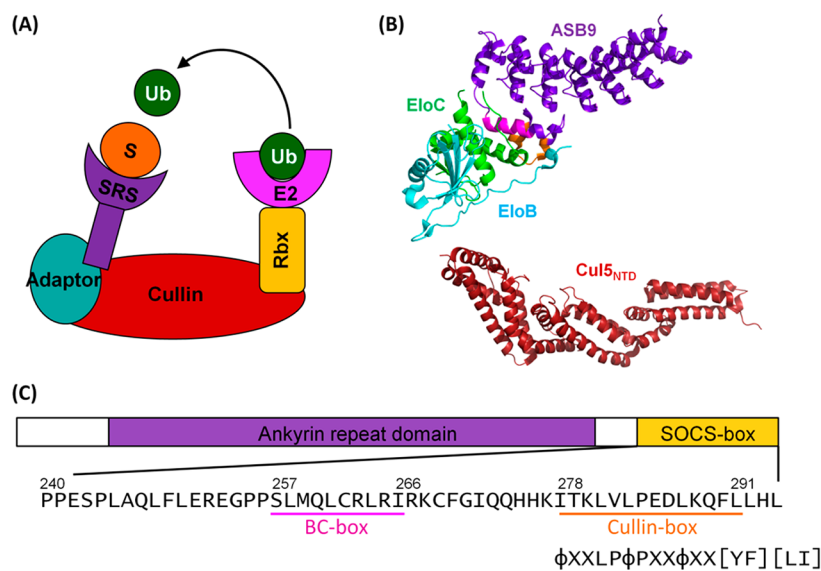 (A)
(B)
Ub
S
SRS
Ub
E2
Adaptor
Cullin
Rbx
ASB9
EloC
EloB
Cul5NTD
(C)
Ankyrin repeat domain
SOCS-box
240 257 266 278 291
PPESPLAQLFLEREGPPSLMQLCRLRIRKCFGIQQHHKITKLVLPEDLKQFLLHL
BC-box
Cullin-box
ϕXXLPϕPXXϕXX[YF][LI]